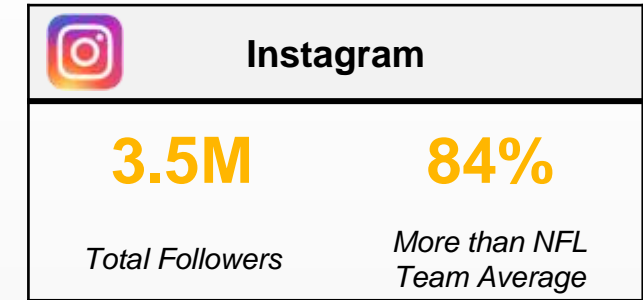 Instagram
3.5M
84%
Total Followers
More than NFL
Team Average